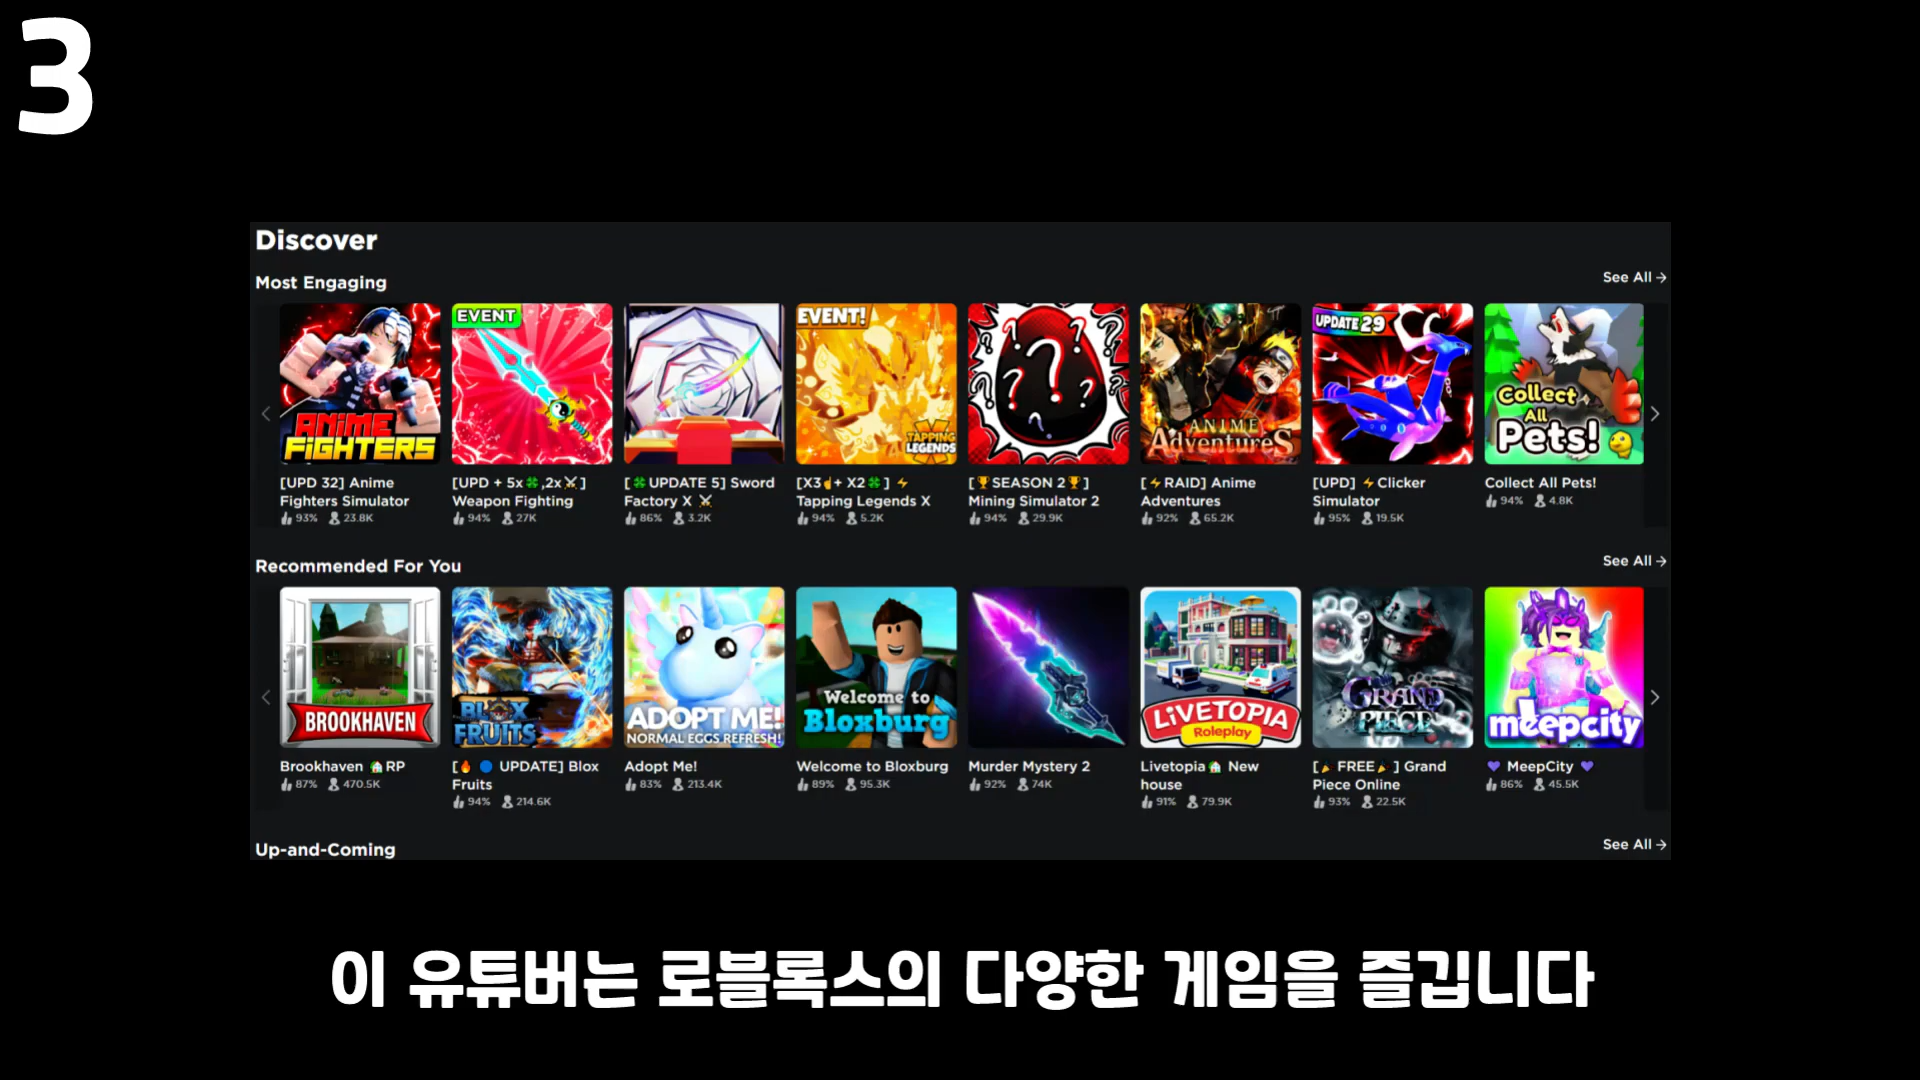 3
Discover
Most Engaging
See All →
ANIME
FIGHTERS
EVENT
EVENT!
TAPPING
LEGENDS
? ? ? ? ? ?
ANIME
AdventureS
UPDATE 29
Collect
All
Pets!
[UPD 32] Anime
Fighters Simulator
93% 23.8K
[UPD + 5x🍀,2x⚔️]
Weapon Fighting
94% 27K
[🍀UPDATE 5] Sword
Factory X ⚔️
86% 3.2K
[X3☝️+ X2🍀] ⚡
Tapping Legends X
94% 5.2K
[🏆SEASON 2🏆]
Mining Simulator 2
94% 29.9K
[⚡RAID] Anime
Adventures
92% 65.2K
[UPD] ⚡Clicker
Simulator
95% 19.5K
Collect All Pets!
94% 4.8K
Recommended For You
See All →
BROOKHAVEN
BLOX
FRUITS
ADOPT ME!
NORMAL EGGS REFRESH!
Welcome to
Bloxburg
LiVETOPIA
Roleplay
GRAND
PIECE
meepcity
Brookhaven 🏡RP
87% 470.5K
[🔥🔵 UPDATE] Blox
Fruits
94% 214.6K
Adopt Me!
83% 213.4K
Welcome to Bloxburg
89% 95.3K
Murder Mystery 2
92% 74K
Livetopia🏡 New
house
91% 79.9K
[🎉FREE🎉] Grand
Piece Online
93% 22.5K
💜 MeepCity 💜
86% 45.5K
Up-and-Coming
See All →
이 유튜버는 로블록스의 다양한 게임을 즐깁니다